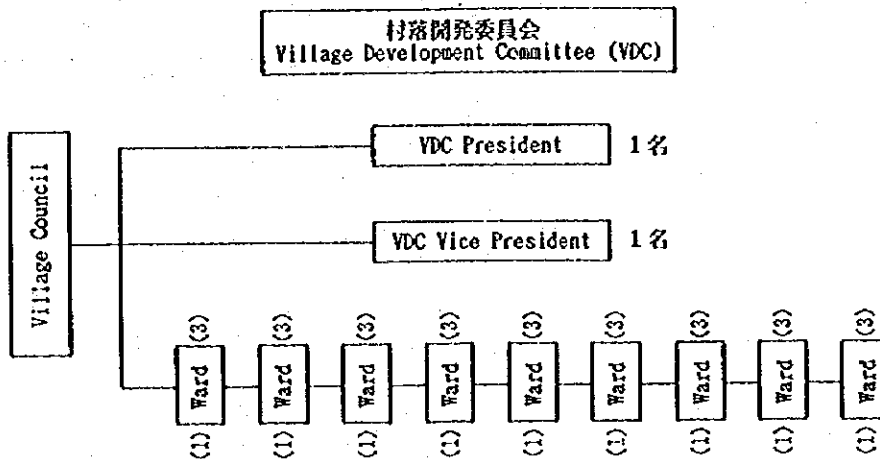 村落開発委員会
Village Development Committee (VDC)
VDC President 1名
Village Council
VDC Vice President 1名
(3) (3) (3) (3) (3) (3) (3) (3) (3)
Ward Ward Ward Ward Ward Ward Ward Ward Ward
(1) (1) (1) (1) (1) (1) (1) (1) (1)